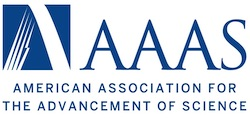 AAAS
AMERICAN ASSOCIATION FOR
THE ADVANCEMENT OF SCIENCE